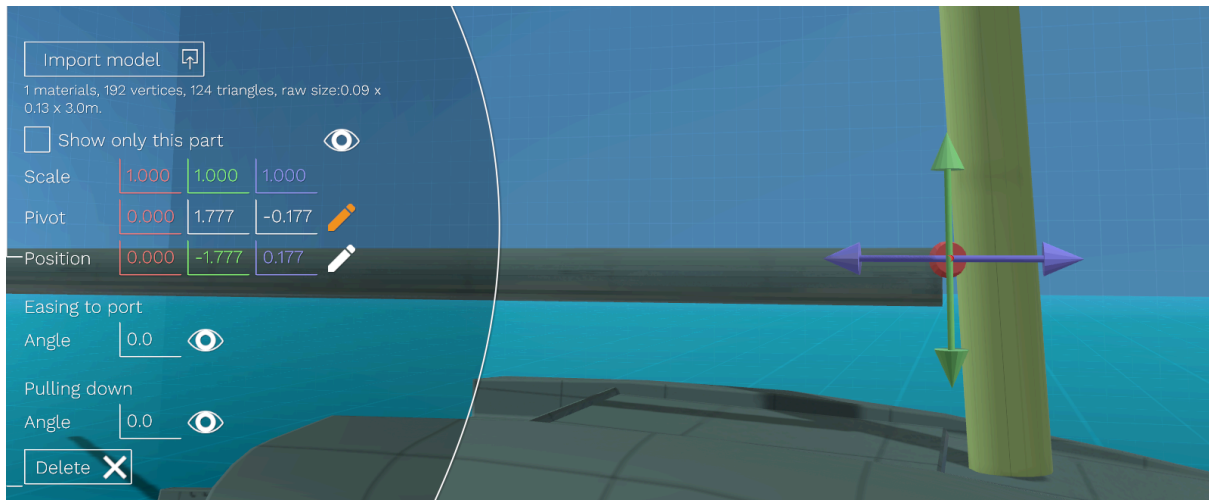 Import model
1 materials, 192 vertices, 124 triangles, raw size:0.09 x
0.13 x 3.0m.
Show only this part
Scale 1.000 1.000 1.000
Pivot 0.000 1.777 -0.177
Position 0.000 -1.777 0.177
Easing to port
Angle 0.0
Pulling down
Angle 0.0
Delete